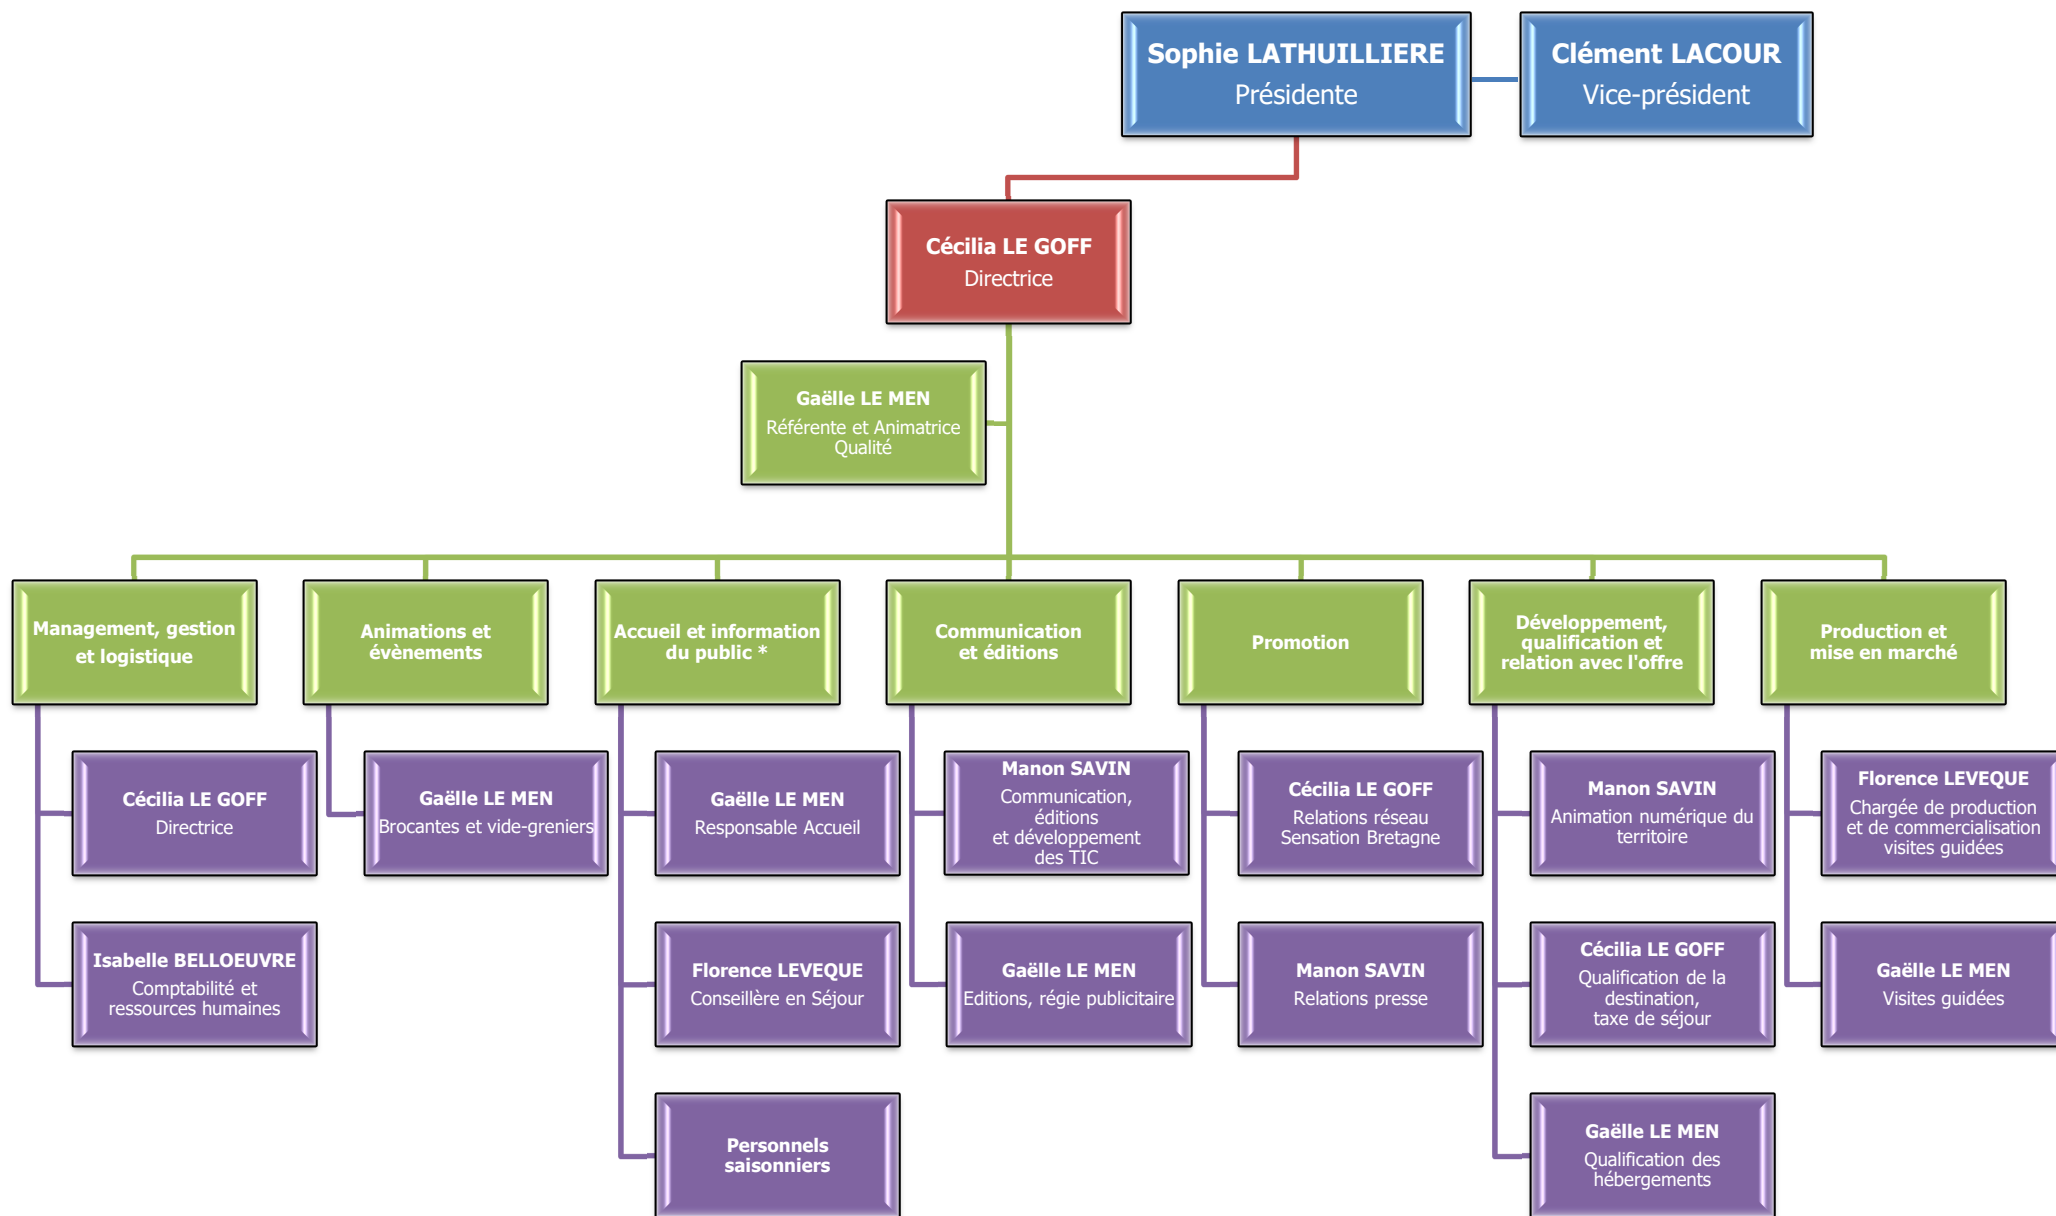 Sophie LATHUILLIERE
Présidente
Clément LACOUR
Vice-président
Cécilia LE GOFF
Directrice
Gaëlle LE MEN
Référente et Animatrice
Qualité
Management, gestion
et logistique
Animations et
évènements
Accueil et information
du public *
Communication
et éditions
Promotion
Développement,
qualification et
relation avec l'offre
Production et
mise en marché
Cécilia LE GOFF
Directrice
Gaëlle LE MEN
Brocantes et vide-greniers
Gaëlle LE MEN
Responsable Accueil
Manon SAVIN
Communication,
éditions
et développement
des TIC
Cécilia LE GOFF
Relations réseau
Sensation Bretagne
Manon SAVIN
Animation numérique du
territoire
Florence LEVEQUE
Chargée de production
et de commercialisation
visites guidées
Isabelle BELLOEUVRE
Comptabilité et
ressources humaines
Florence LEVEQUE
Conseillère en Séjour
Gaëlle LE MEN
Editions, régie publicitaire
Manon SAVIN
Relations presse
Cécilia LE GOFF
Qualification de la
destination,
taxe de séjour
Gaëlle LE MEN
Visites guidées
Personnels
saisonniers
Gaëlle LE MEN
Qualification des
hébergements